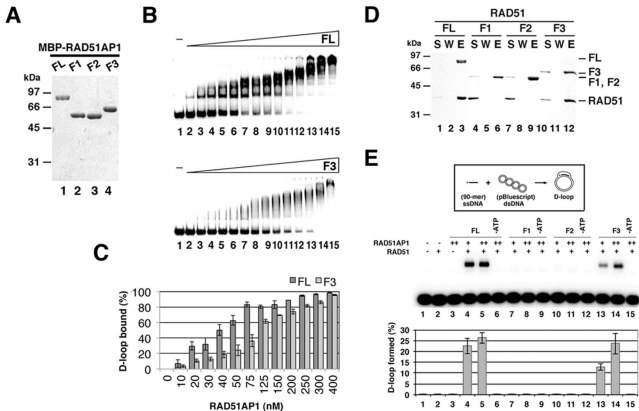 A
MBP-RAD51AP1
FL F1 F2 F3
kDa
97
66
45
31
1 2 3 4
B
– FL
1 2 3 4 5 6 7 8 9 10 11 12 13 14 15
F3
1 2 3 4 5 6 7 8 9 10 11 12 13 14 15
C
FL F3
D-loop bound (%)
100
80
60
40
20
0
0 10 20 30 40 50 75 125 150 200 250 300 400
RAD51AP1 (nM)
D
RAD51
FL F1 F2 F3
kDa S W E S W E S W E S W E
97
66
45
31
FL
F3
F1, F2
RAD51
1 2 3 4 5 6 7 8 9 10 11 12
E
+
(90-mer) ssDNA
(pBluescript) dsDNA
D-loop
FL -ATP F1 -ATP F2 -ATP F3 -ATP
RAD51AP1 - - ++ + ++ ++ + ++ ++ + ++ ++ + ++ ++
RAD51 - + - + + + + + + + + + + + +
1 2 3 4 5 6 7 8 9 10 11 12 13 14 15
D-loop formed (%)
30
25
20
15
10
5
0
1 2 3 4 5 6 7 8 9 10 11 12 13 14 15